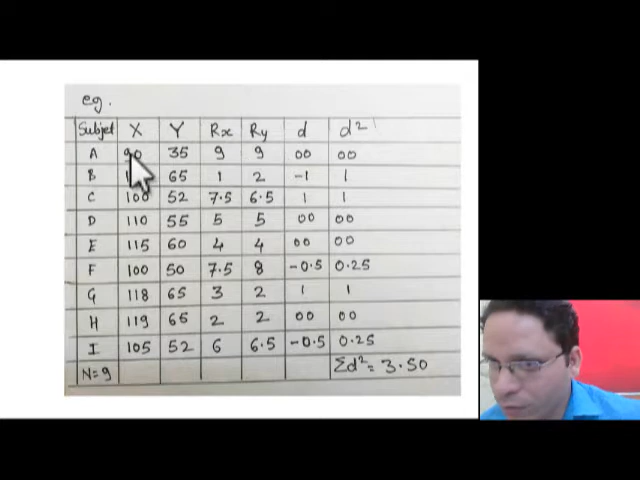 eg.
Subjet X Y Rx Ry d d²
A 90 35 9 9 00 00
B 65 1 2 -1 1
C 100 52 7.5 6.5 1 1
D 110 55 5 5 00 00
E 115 60 4 4 00 00
F 100 50 7.5 8 -0.5 0.25
G 118 65 3 2 1 1
H 119 65 2 2 00 00
I 105 52 6 6.5 -0.5 0.25
N=9 Σd²= 3.50